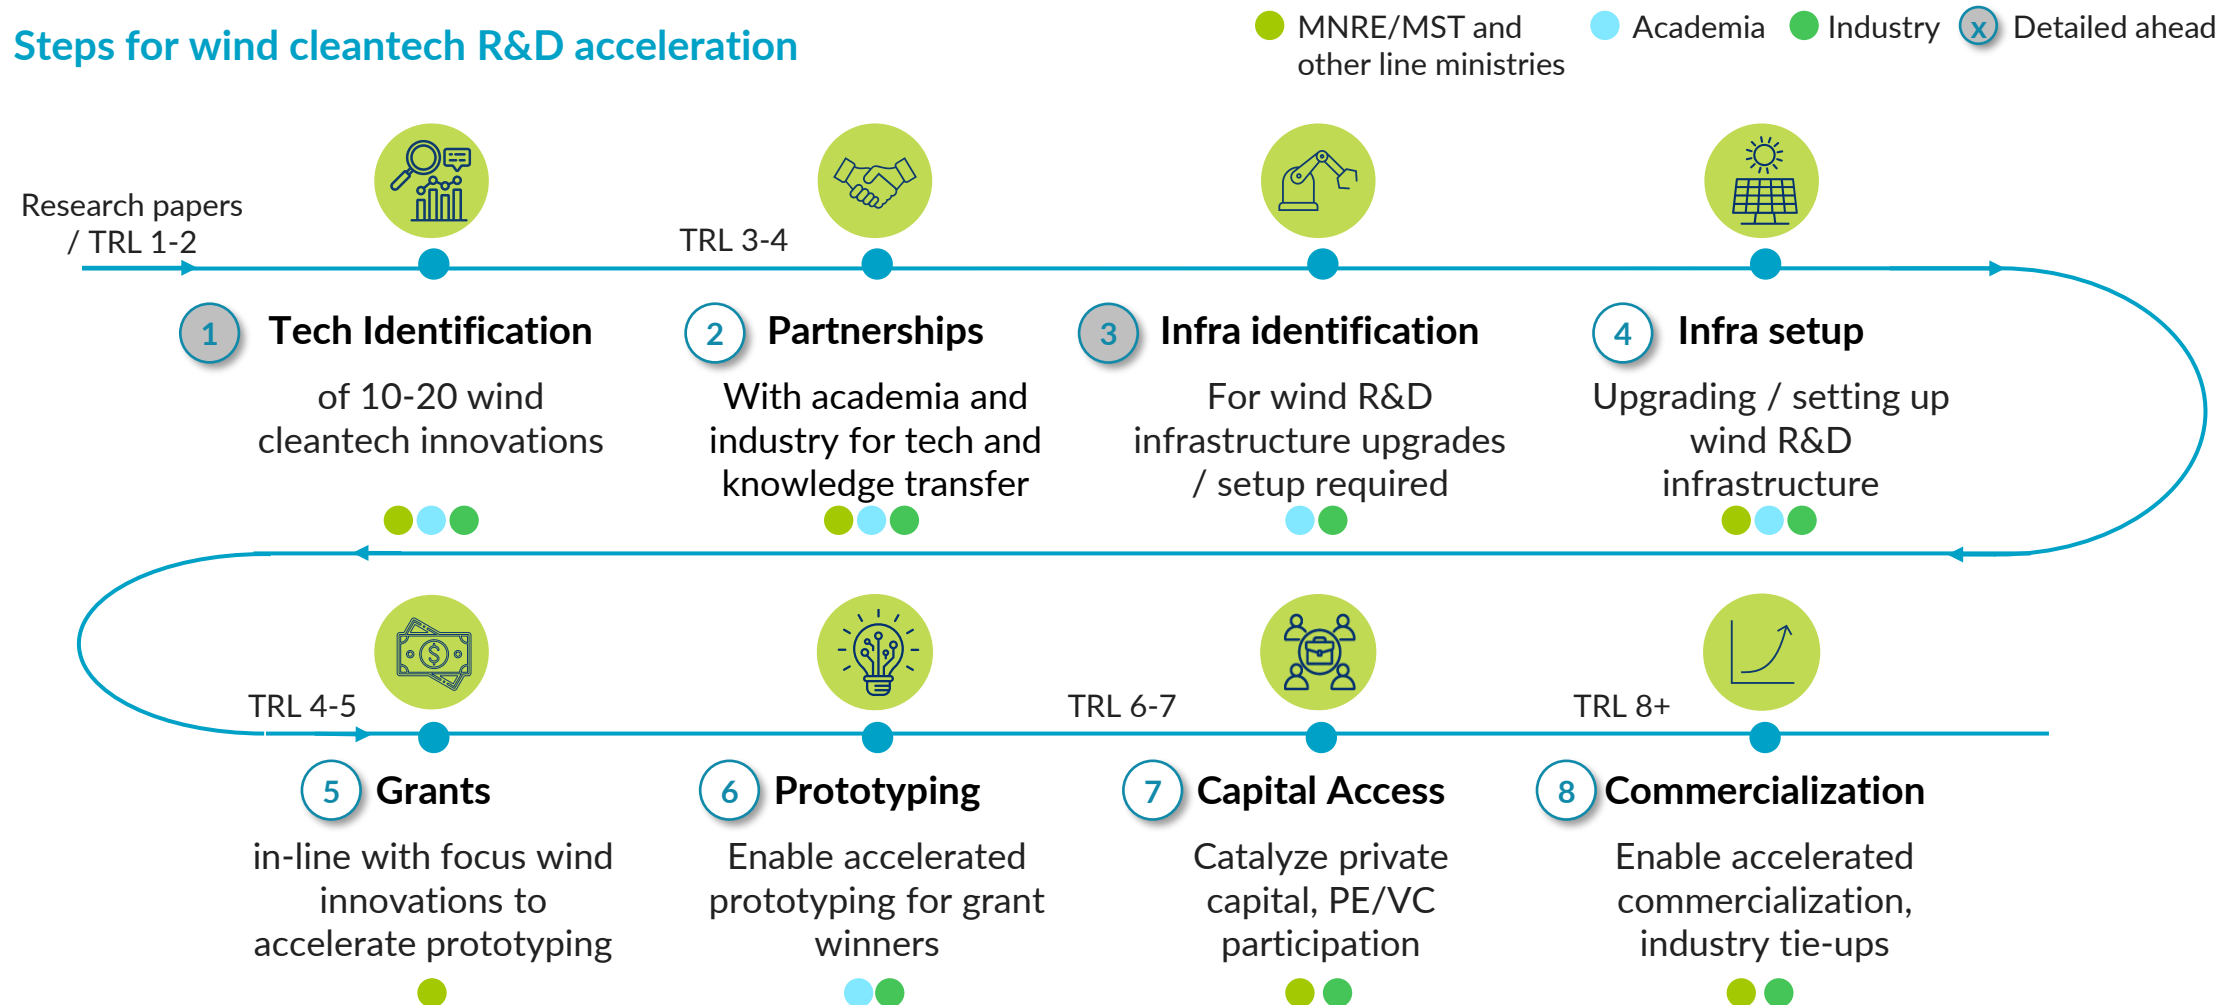 Steps for wind cleantech R&D acceleration
MNRE/MST and
other line ministries
Academia
Industry
x
Detailed ahead
Research papers
/ TRL 1-2
TRL 3-4
1
Tech Identification
of 10-20 wind
cleantech innovations
2
Partnerships
With academia and
industry for tech and
knowledge transfer
3
Infra identification
For wind R&D
infrastructure upgrades
/ setup required
4
Infra setup
Upgrading / setting up
wind R&D
infrastructure
TRL 4-5
$
TRL 6-7
TRL 8+
5
Grants
in-line with focus wind
innovations to
accelerate prototyping
6
Prototyping
Enable accelerated
prototyping for grant
winners
7
Capital Access
Catalyze private
capital, PE/VC
participation
8
Commercialization
Enable accelerated
commercialization,
industry tie-ups